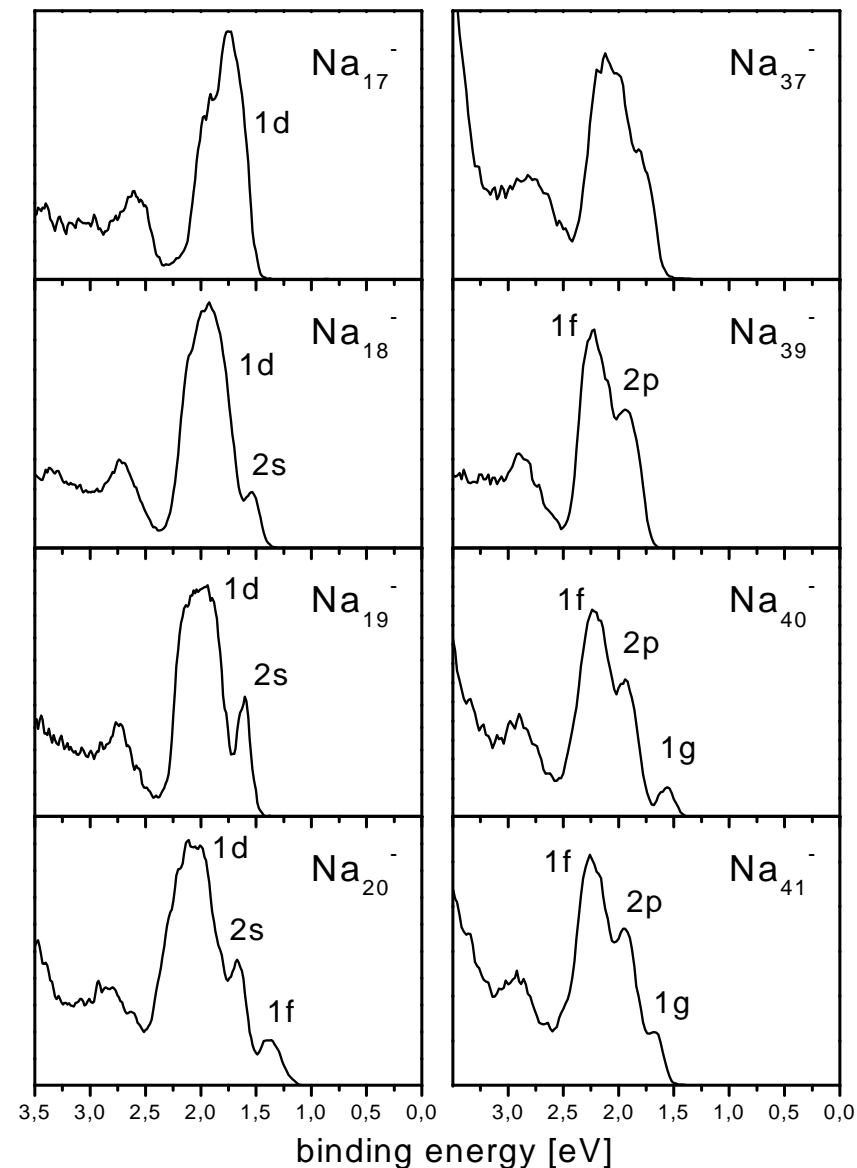 Na17-
1d
Na18-
1d
2s
Na19-
1d
2s
Na20-
1d
2s
1f
3,5 3,0 2,5 2,0 1,5 1,0 0,5 0,0
Na37-
Na39-
1f
2p
Na40-
1f
2p
1g
Na41-
1f
2p
1g
3,0 2,5 2,0 1,5 1,0 0,5 0,0
binding energy [eV]